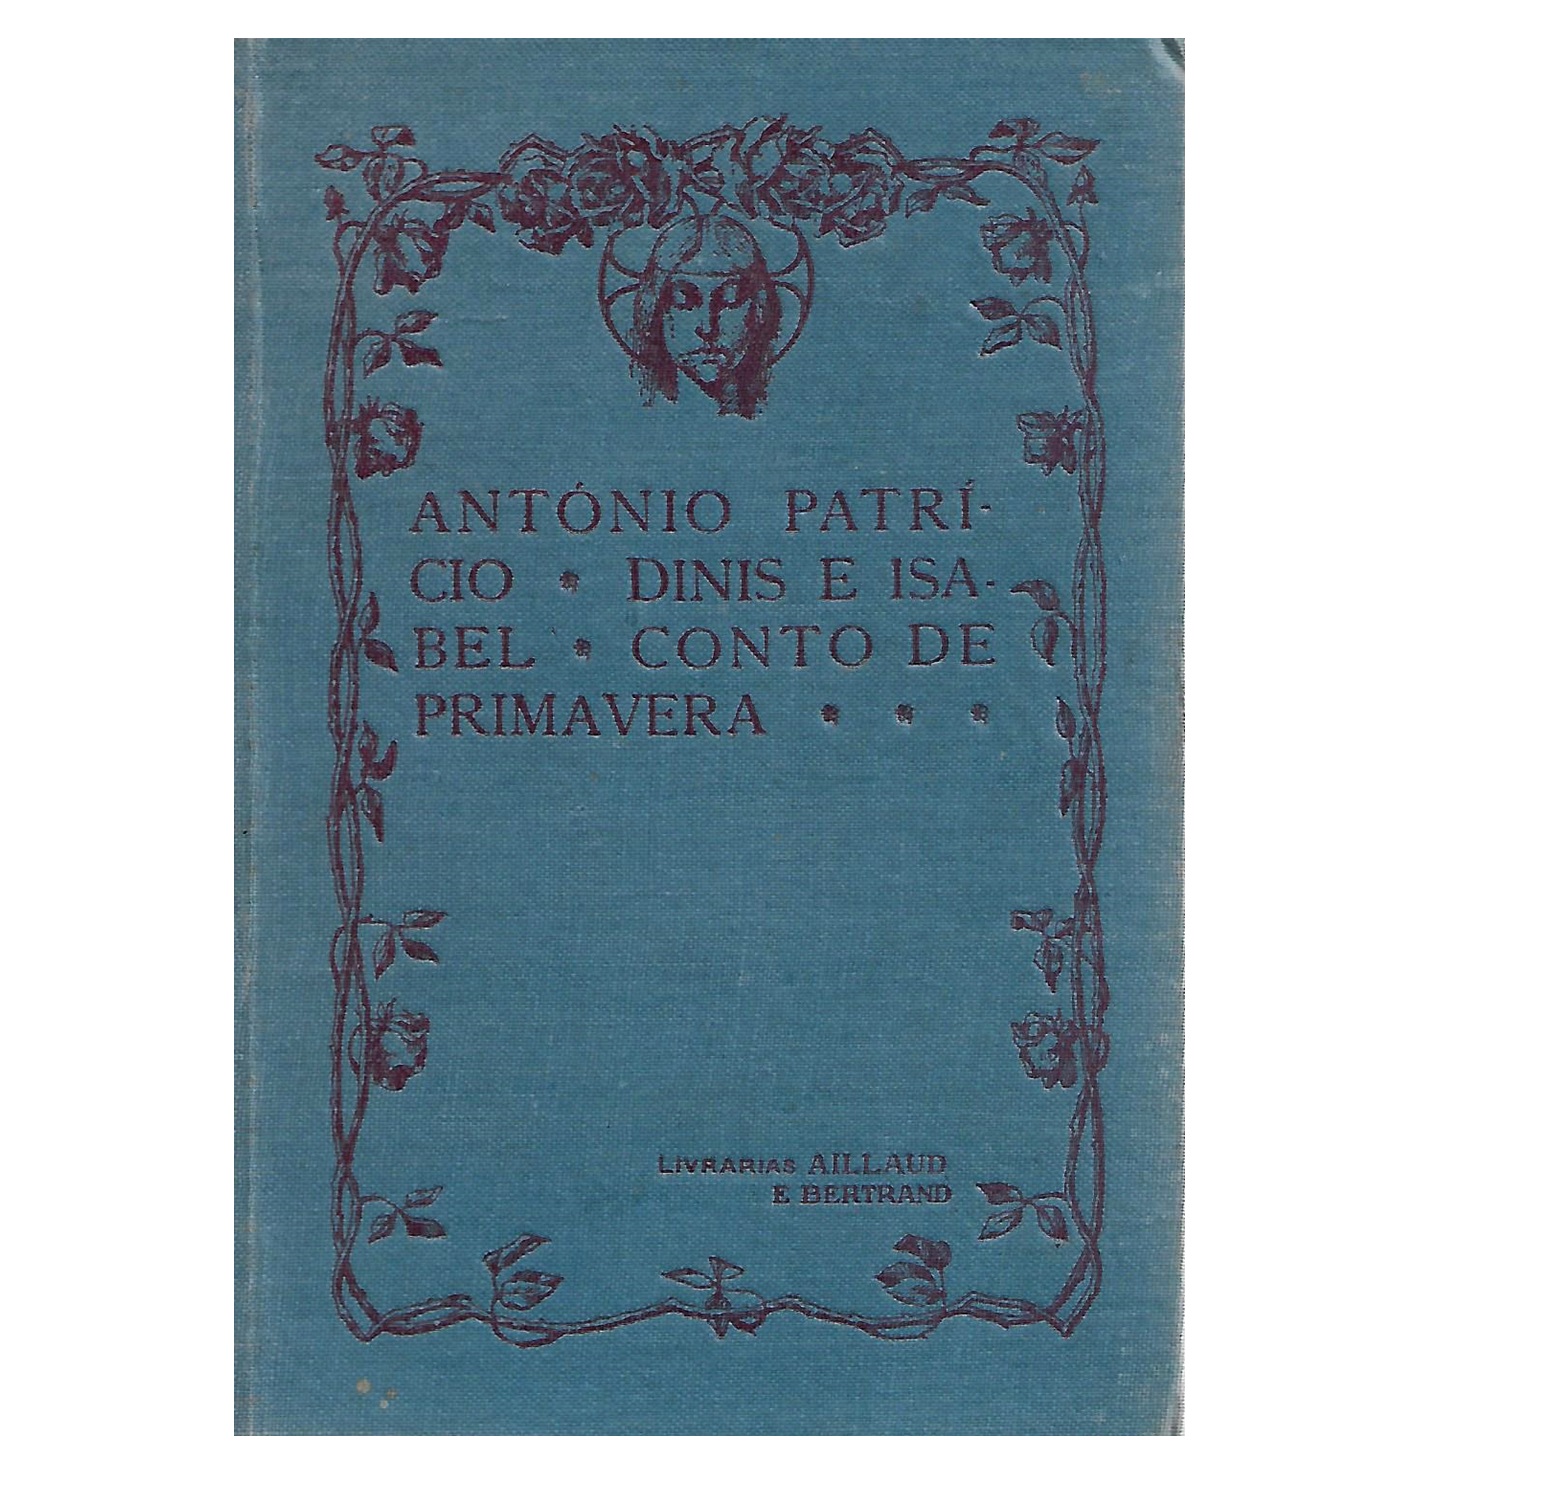 ANTÓNIO PATRÍ-
CIO * DINIS E ISA-
BEL * CONTO DE
PRIMAVERA * * *
LIVRARIAS AILLAUD
E BERTRAND